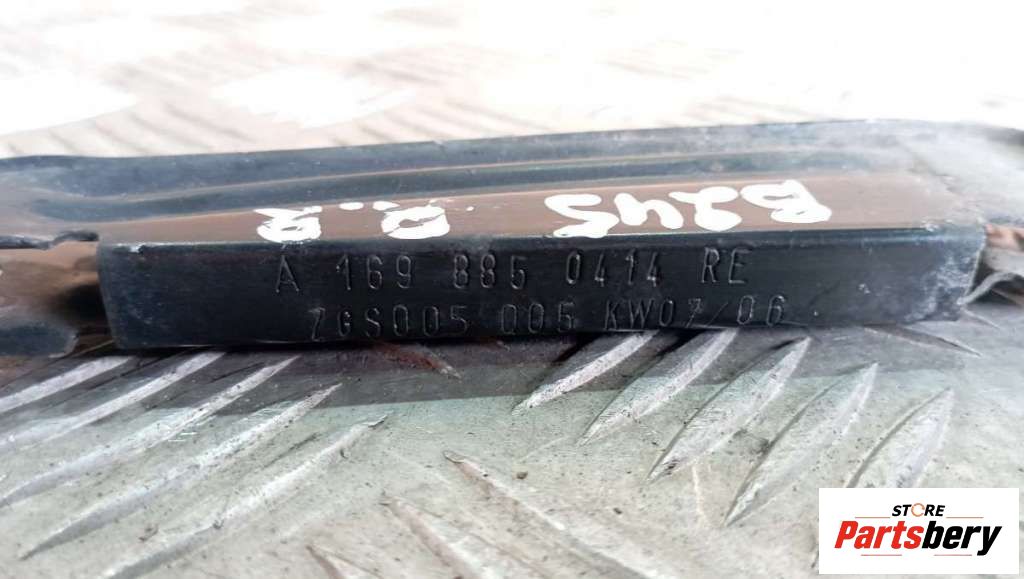 B245 R.R
A 169 885 0414 RE
ZGS005 005 KW07/06
STORE
Partsbery